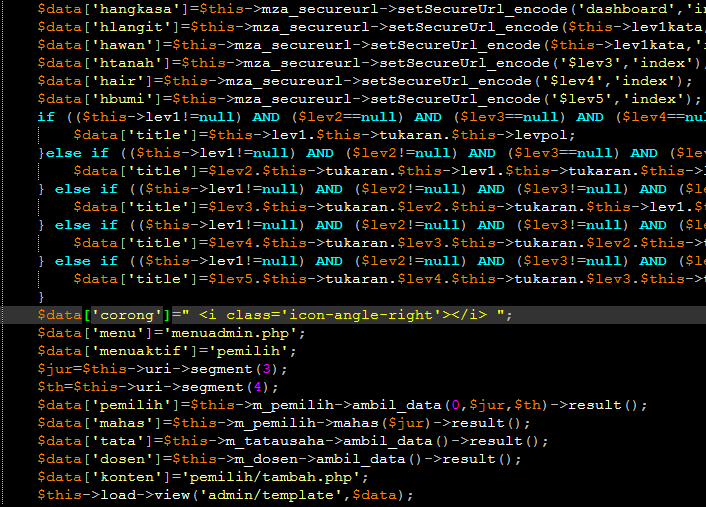 $data['hangkasa']=$this->mza_secureurl->setSecureUrl_encode('dashboard','in
$data['hlangit']=$this->mza_secureurl->setSecureUrl_encode($this->lev1kata,
$data['hawan']=$this->mza_secureurl->setSecureUrl_encode($this->lev1kata,'i
$data['htanah']=$this->mza_secureurl->setSecureUrl_encode('$lev3','index');
$data['hair']=$this->mza_secureurl->setSecureUrl_encode('$lev4','index');
$data['hbumi']=$this->mza_secureurl->setSecureUrl_encode('$lev5','index');
if (($this->lev1!=null) AND ($lev2==null) AND ($lev3==null) AND ($lev4==nul
$data['title']=$this->lev1.$this->tukaran.$this->levpol;
}else if (($this->lev1!=null) AND ($lev2!=null) AND ($lev3==null) AND ($lev
$data['title']=$lev2.$this->tukaran.$this->lev1.$this->tukaran.$this->l
} else if (($this->lev1!=null) AND ($lev2!=null) AND ($lev3!=null) AND ($le
$data['title']=$lev3.$this->tukaran.$lev2.$this->tukaran.$this->lev1.$t
} else if (($this->lev1!=null) AND ($lev2!=null) AND ($lev3!=null) AND ($le
$data['title']=$lev4.$this->tukaran.$lev3.$this->tukaran.$lev2.$this->t
} else if (($this->lev1!=null) AND ($lev2!=null) AND ($lev3!=null) AND ($le
$data['title']=$lev5.$this->tukaran.$lev4.$this->tukaran.$lev3.$this->t
}
$data['corong']=" <i class='icon-angle-right'></i> ";
$data['menu']='menuadmin.php';
$data['menuaktif']='pemilih';
$jur=$this->uri->segment(3);
$th=$this->uri->segment(4);
$data['pemilih']=$this->m_pemilih->ambil_data(0,$jur,$th)->result();
$data['mahas']=$this->m_pemilih->mahas($jur)->result();
$data['tata']=$this->m_tatausaha->ambil_data()->result();
$data['dosen']=$this->m_dosen->ambil_data()->result();
$data['konten']='pemilih/tambah.php';
$this->load->view('admin/template',$data);